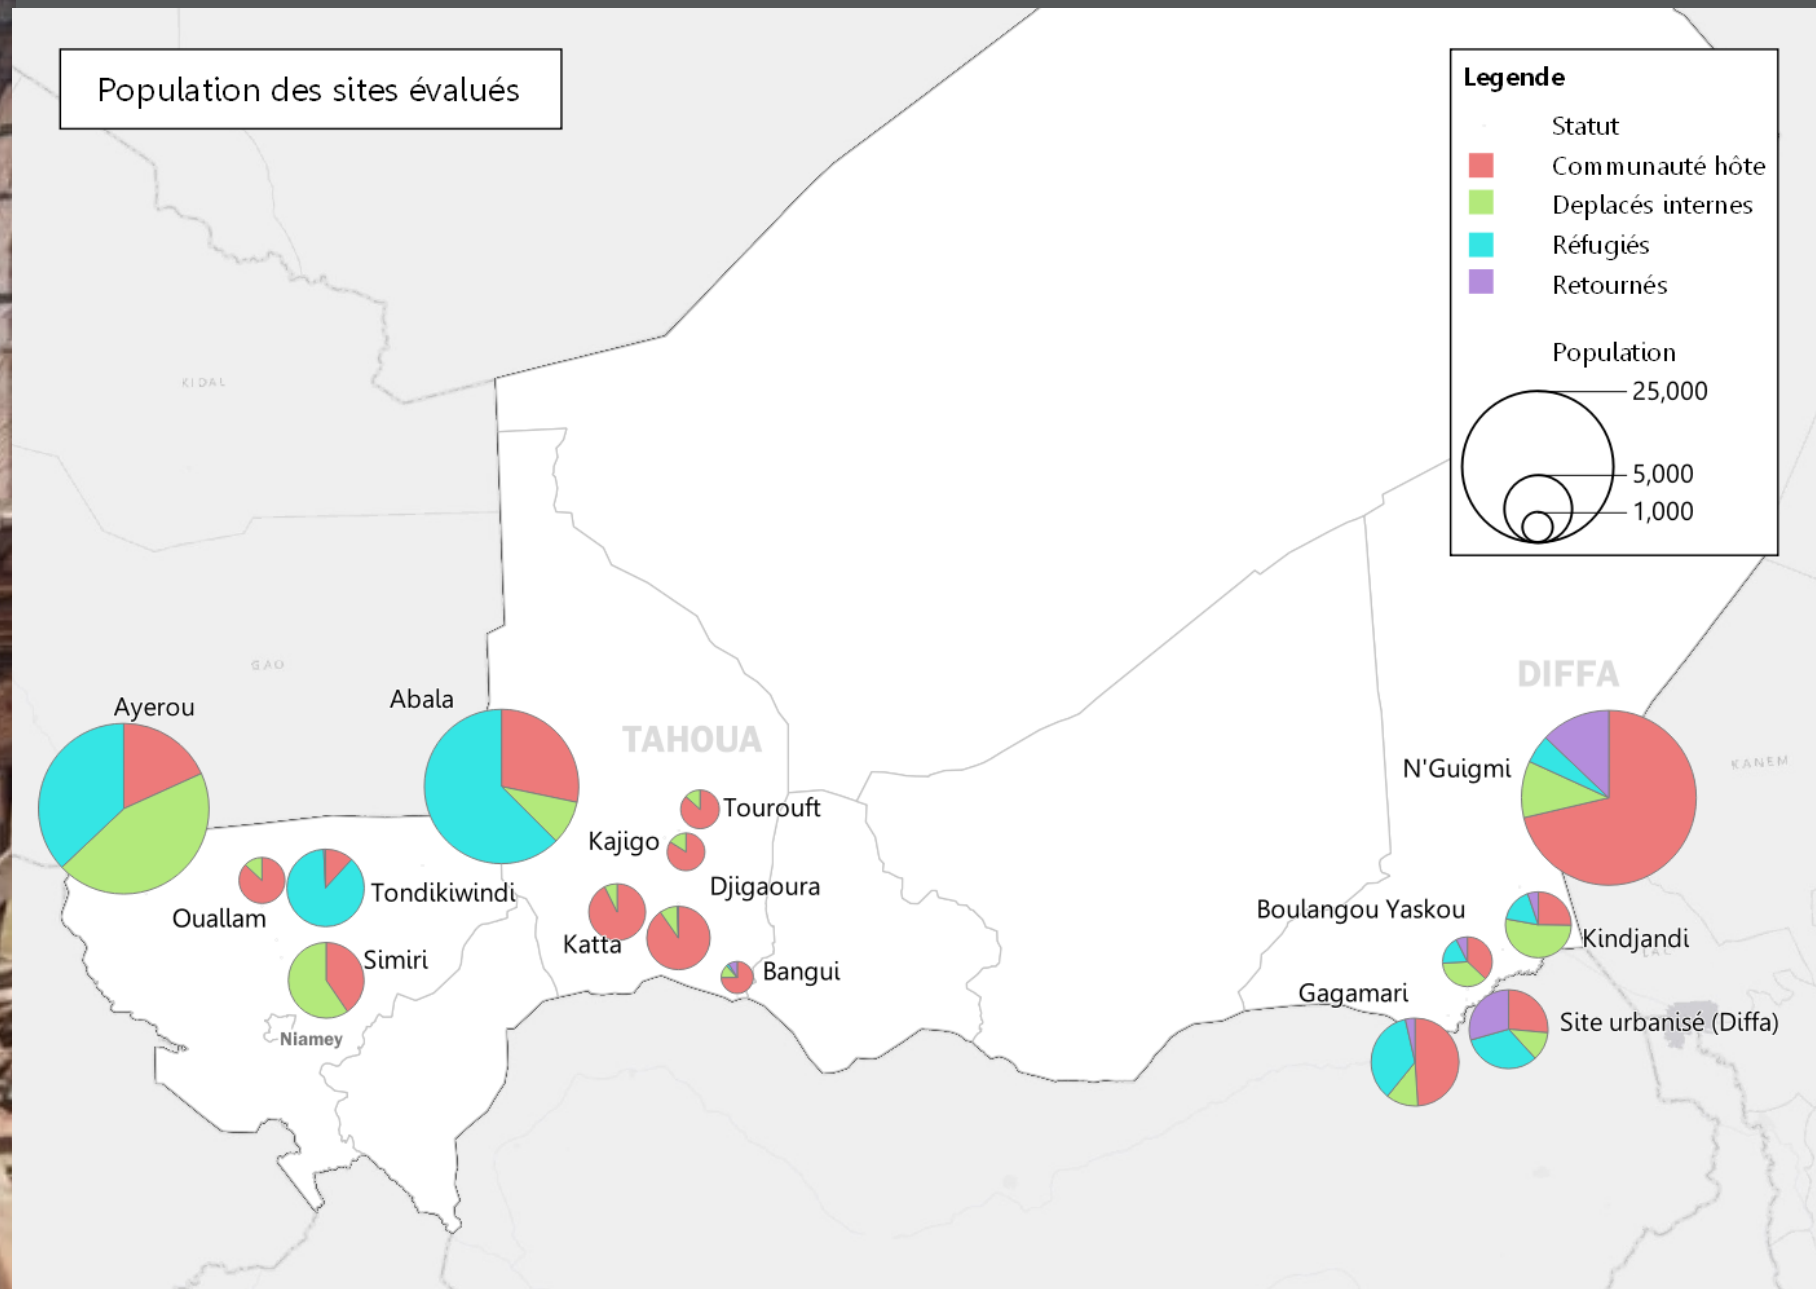 Population des sites évalués
Legende
Statut
Communauté hôte
Deplacés internes
Réfugiés
Retournés
Population
25,000
5,000
1,000
KIDAL
GAO
Ayerou
Abala
TAHOUA
DIFFA
N'Guigmi
KANEM
Tourouft
Kajigo
Djigaoura
Ouallam
Tondikiwindi
Katta
Simiri
Bangui
Niamey
Boulangou Yaskou
Kindjandi
LAC
Gagamari
Site urbanisé (Diffa)